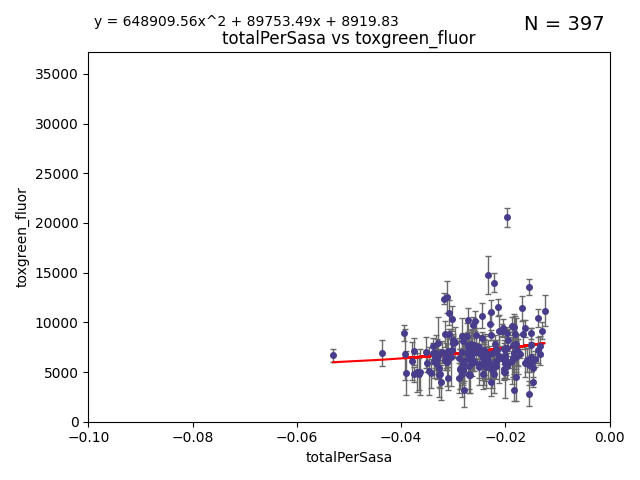 y = 648909.56x^2 + 89753.49x + 8919.83
N = 397
totalPerSasa vs toxgreen_fluor
35000
30000
25000
20000
15000
10000
5000
0
toxgreen_fluor
−0.10
−0.08
−0.06
−0.04
−0.02
0.00
totalPerSasa